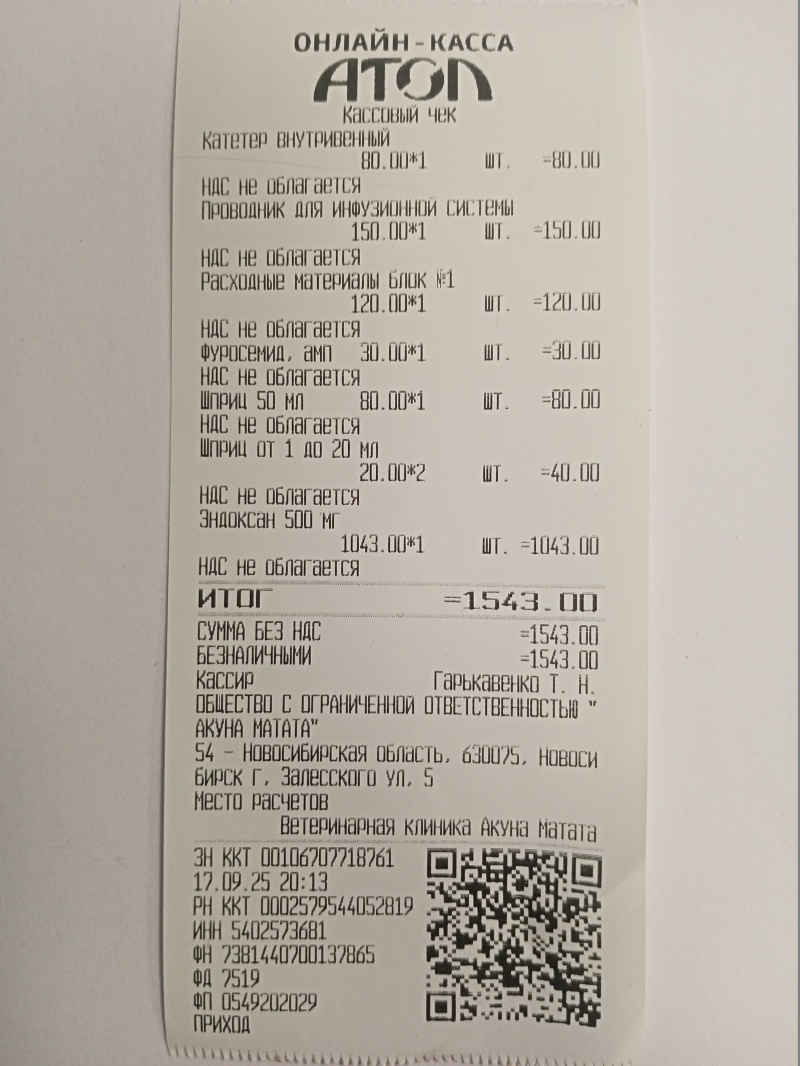 ОНЛАЙН-КАССА
АТОЛ
Кассовый чек
Катетер внутривенный
80.00*1 шт. =80.00
НДС не облагается
Проводник для инфузионной системы
150.00*1 шт. =150.00
НДС не облагается
Расходные материалы блок №1
120.00*1 шт. =120.00
НДС не облагается
Фуросемид, амп 30.00*1 шт. =30.00
НДС не облагается
Шприц 50 мл 80.00*1 шт. =80.00
НДС не облагается
Шприц от 1 до 20 мл
20.00*2 шт. =40.00
НДС не облагается
Эндоксан 500 мг
1043.00*1 шт. =1043.00
НДС не облагается
ИТОГ =1543.00
СУММА БЕЗ НДС =1543.00
БЕЗНАЛИЧНЫМИ =1543.00
Кассир Гарькавенко Т. Н.
ОБЩЕСТВО С ОГРАНИЧЕННОЙ ОТВЕТСТВЕННОСТЬЮ "
АКУНА МАТАТА"
54 - Новосибирская область, 630075, Новоси
бирск г, Залесского ул, 5
Место расчетов
Ветеринарная клиника Акуна Матата
ЗН ККТ 00106707718761
17.09.25 20:13
РН ККТ 0002579544052819
ИНН 5402573681
ФН 7381440700137865
ФД 7519
ФП 0549202029
ПРИХОД